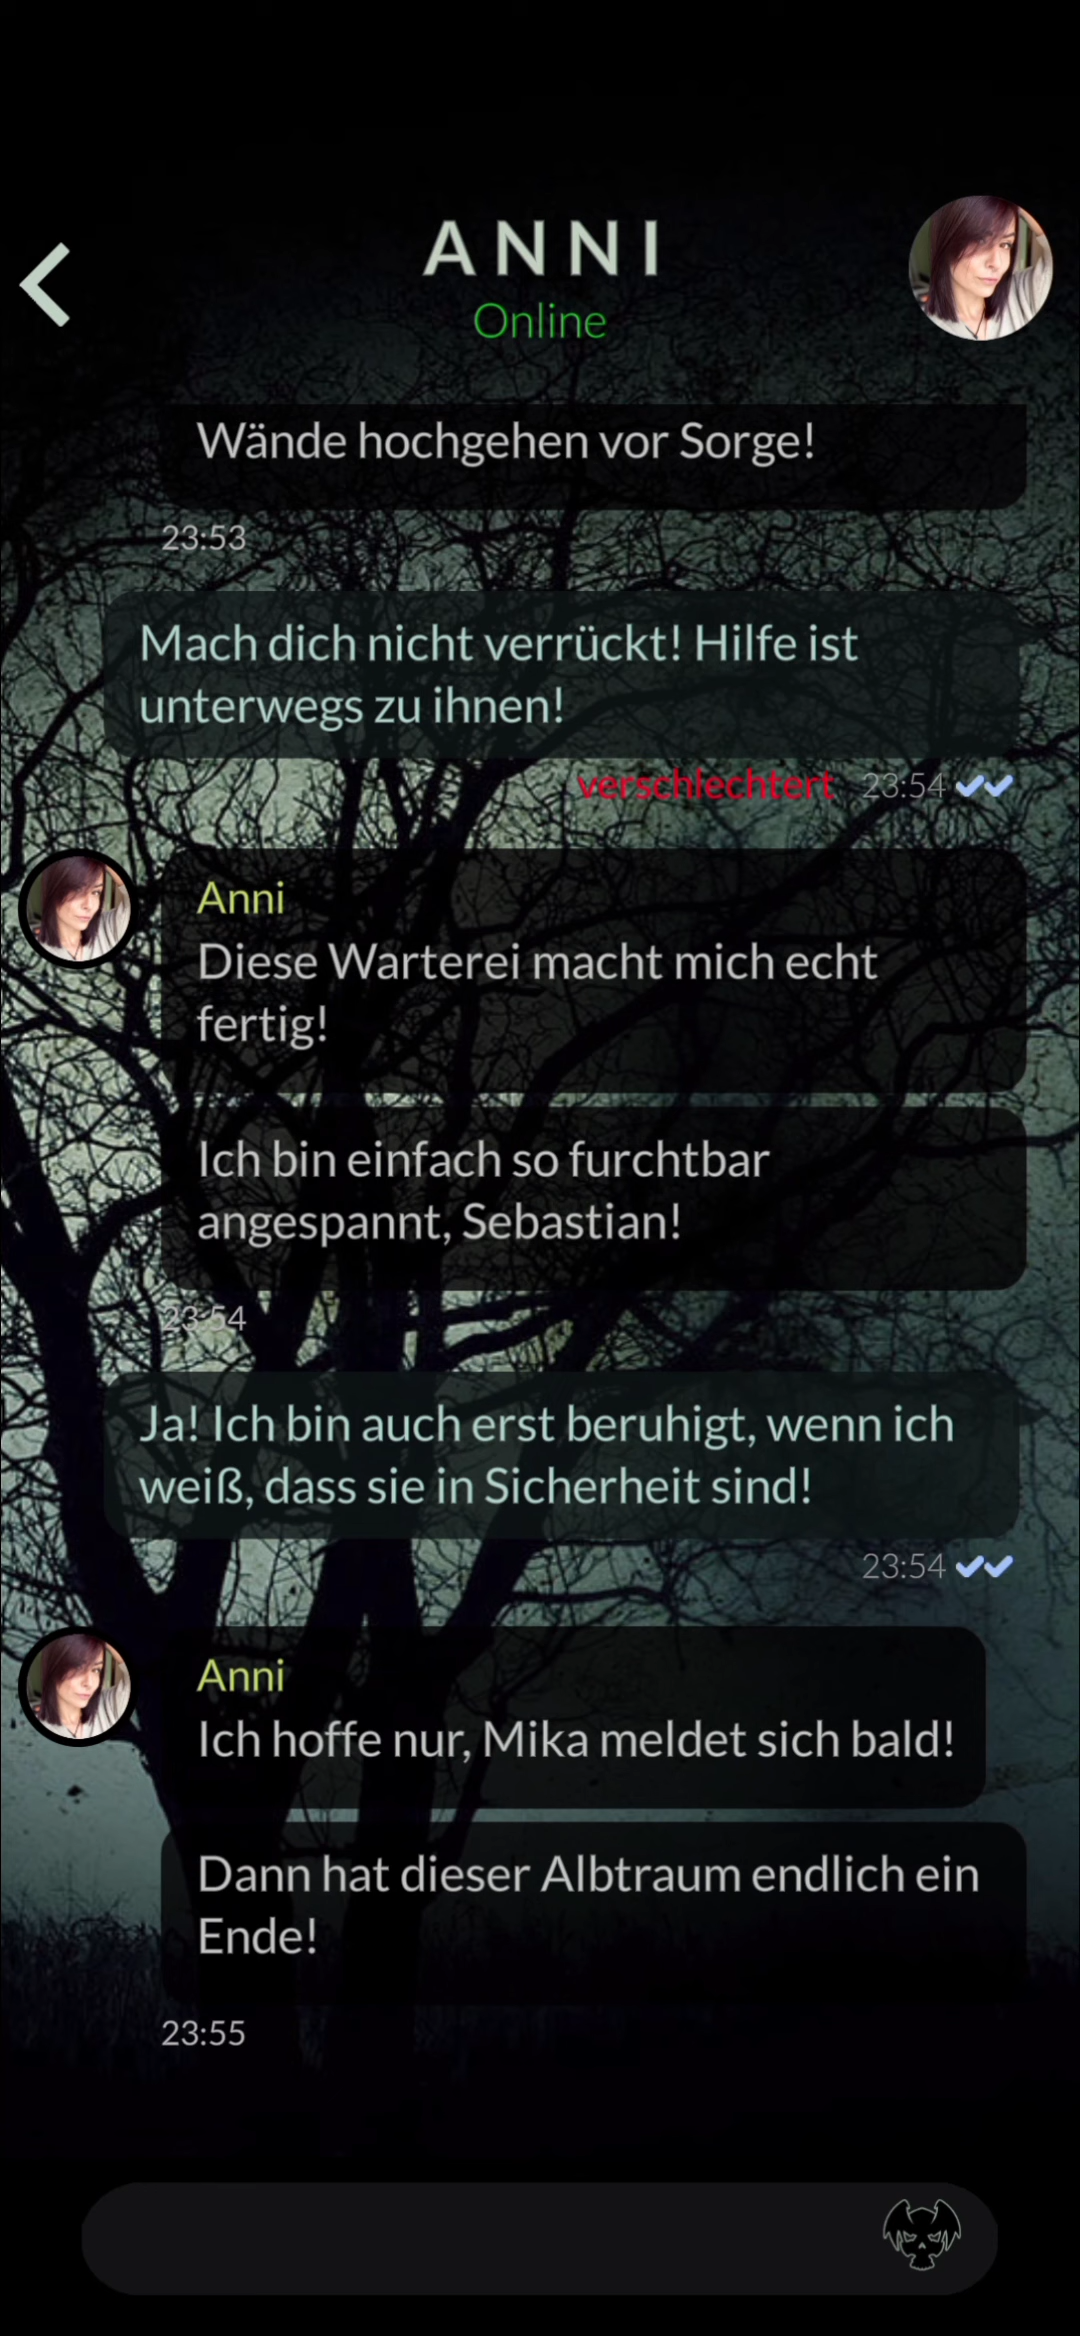 ANNI
Online
Wände hochgehen vor Sorge!
23:53
Mach dich nicht verrückt! Hilfe ist
unterwegs zu ihnen!
verschlechtert 23:54
Anni
Diese Warterei macht mich echt
fertig!
Ich bin einfach so furchtbar
angespannt, Sebastian!
23:54
Ja! Ich bin auch erst beruhigt, wenn ich
weiß, dass sie in Sicherheit sind!
23:54
Anni
Ich hoffe nur, Mika meldet sich bald!
Dann hat dieser Albtraum endlich ein
Ende!
23:55